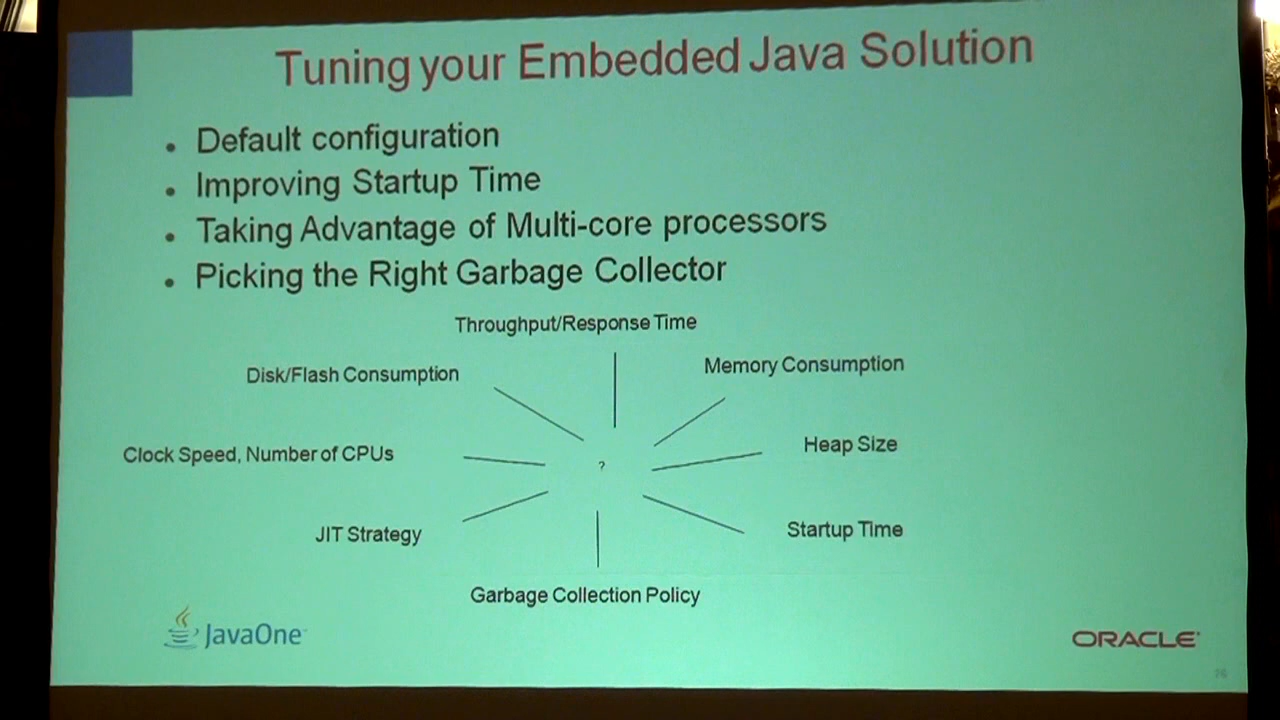 Tuning your Embedded Java Solution
• Default configuration
• Improving Startup Time
• Taking Advantage of Multi-core processors
• Picking the Right Garbage Collector
Throughput/Response Time
Disk/Flash Consumption
Memory Consumption
Clock Speed, Number of CPUs
?
Heap Size
JIT Strategy
Startup Time
Garbage Collection Policy
JavaOne
ORACLE